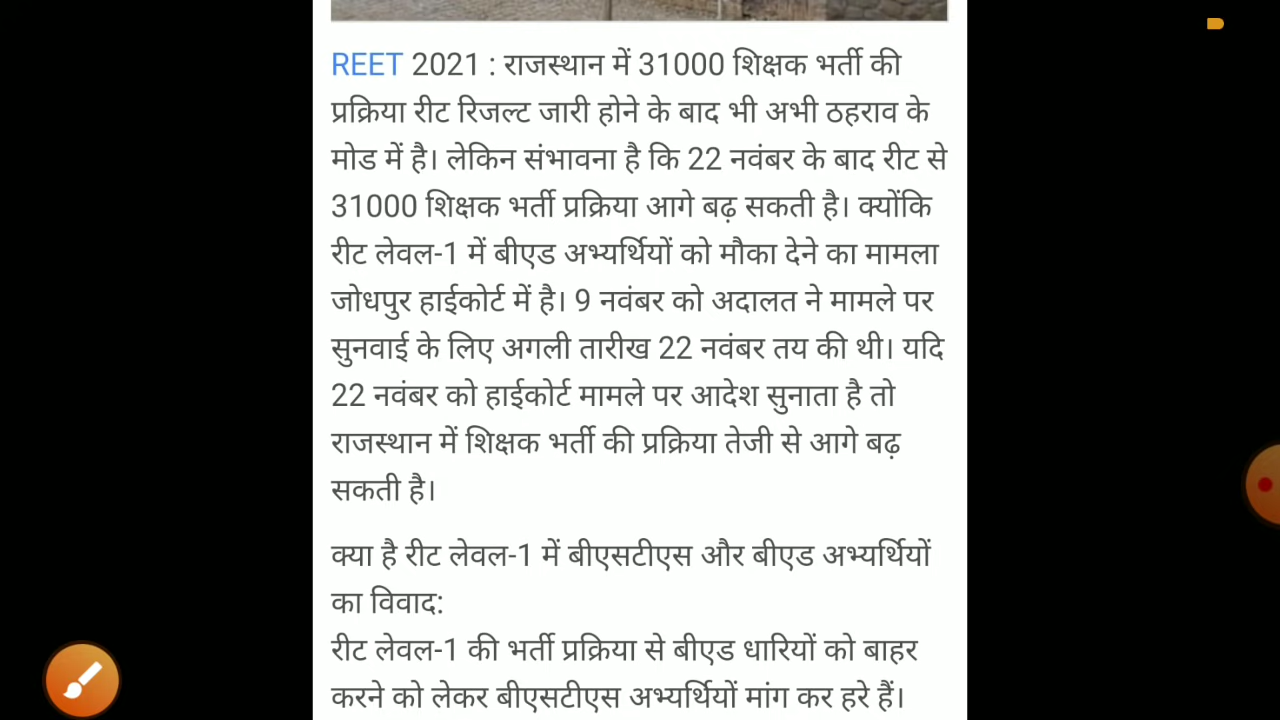 REET 2021 : राजस्थान में 31000 शिक्षक भर्ती की
प्रक्रिया रीट रिजल्ट जारी होने के बाद भी अभी ठहराव के
मोड में है। लेकिन संभावना है कि 22 नवंबर के बाद रीट से
31000 शिक्षक भर्ती प्रक्रिया आगे बढ़ सकती है। क्योंकि
रीट लेवल-1 में बीएड अभ्यर्थियों को मौका देने का मामला
जोधपुर हाईकोर्ट में है। 9 नवंबर को अदालत ने मामले पर
सुनवाई के लिए अगली तारीख 22 नवंबर तय की थी। यदि
22 नवंबर को हाईकोर्ट मामले पर आदेश सुनाता है तो
राजस्थान में शिक्षक भर्ती की प्रक्रिया तेजी से आगे बढ़
सकती है।
क्या है रीट लेवल-1 में बीएसटीएस और बीएड अभ्यर्थियों
का विवाद:
रीट लेवल-1 की भर्ती प्रक्रिया से बीएड धारियों को बाहर
करने को लेकर बीएसटीएस अभ्यर्थियों मांग कर हरे हैं।